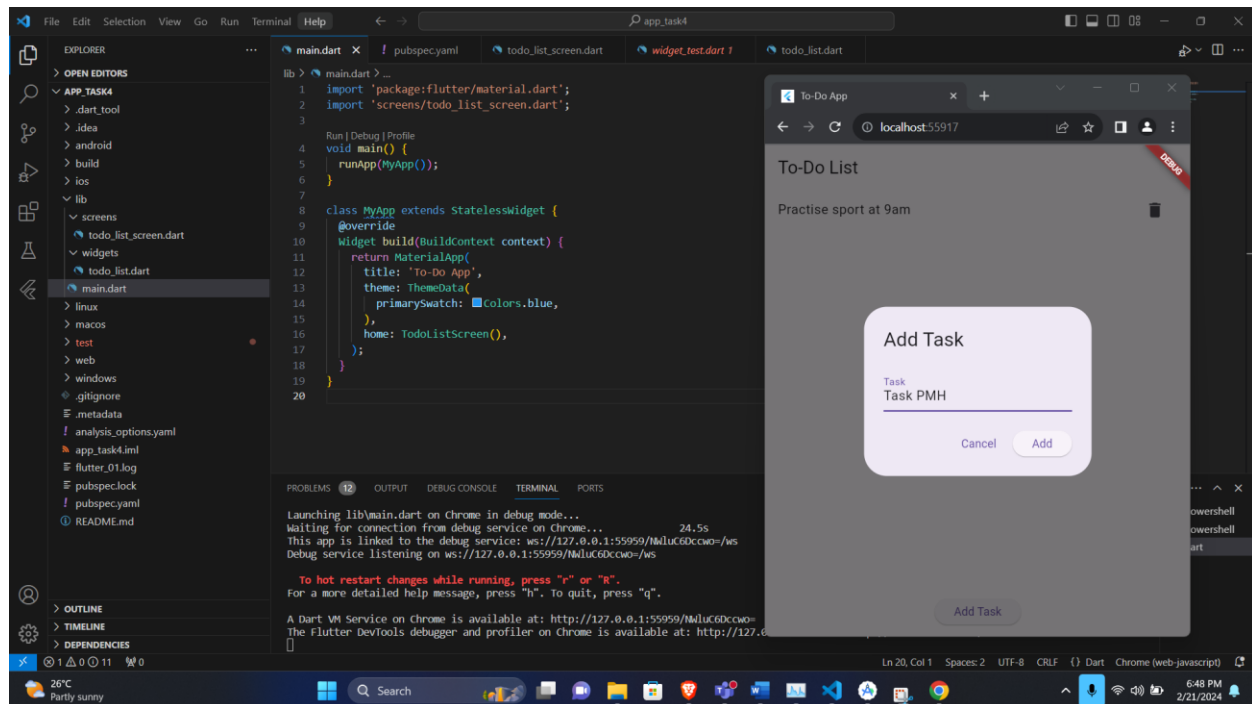 File Edit Selection View Go Run Terminal Help
app_task4
EXPLORER
OPEN EDITORS
APP_TASK4
.dart_tool
.idea
android
build
ios
lib
screens
todo_list_screen.dart
widgets
todo_list.dart
main.dart
linux
macos
test
web
windows
.gitignore
.metadata
analysis_options.yaml
app_task4.iml
flutter_01.log
pubspec.lock
pubspec.yaml
README.md
OUTLINE
TIMELINE
DEPENDENCIES
main.dart pubspec.yaml todo_list_screen.dart widget_test.dart 1 todo_list.dart
lib > main.dart > ...
1 import 'package:flutter/material.dart';
2 import 'screens/todo_list_screen.dart';
3
Run | Debug | Profile
4 void main() {
5 runApp(MyApp());
6 }
7
8 class MyApp extends StatelessWidget {
9 @override
10 Widget build(BuildContext context) {
11 return MaterialApp(
12 title: 'To-Do App',
13 theme: ThemeData(
14 primarySwatch: Colors.blue,
15 ),
16 home: TodoListScreen(),
17 );
18 }
19 }
20
PROBLEMS 12 OUTPUT DEBUG CONSOLE TERMINAL PORTS
Launching lib\main.dart on Chrome in debug mode...
Waiting for connection from debug service on Chrome... 24.5s
This app is linked to the debug service: ws://127.0.0.1:55959/NWluC6Dccwo=/ws
Debug service listening on ws://127.0.0.1:55959/NWluC6Dccwo=/ws
To hot restart changes while running, press "r" or "R".
For a more detailed help message, press "h". To quit, press "q".
A Dart VM Service on Chrome is available at: http://127.0.0.1:55959/NWluC6Dccwo=
The Flutter DevTools debugger and profiler on Chrome is available at: http://127.0
owershell
owershell
art
To-Do App
localhost:55917
DEBUG
To-Do List
Practise sport at 9am
Add Task
Task
Task PMH
Cancel Add
Add Task
1 0 11 0
Ln 20, Col 1 Spaces: 2 UTF-8 CRLF {} Dart Chrome (web-javascript)
26°C
Partly sunny
Search
6:48 PM
2/21/2024